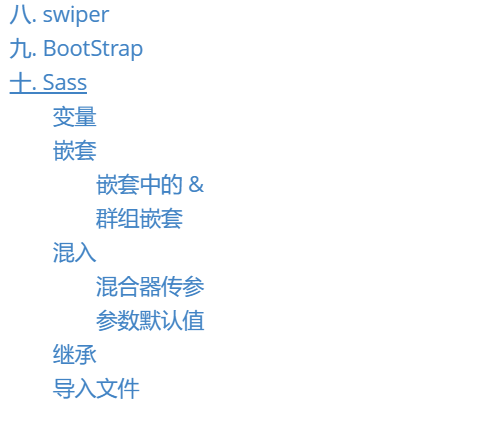 八. swiper
九. BootStrap
十. Sass
变量
嵌套
嵌套中的 &
群组嵌套
混入
混合器传参
参数默认值
继承
导入文件